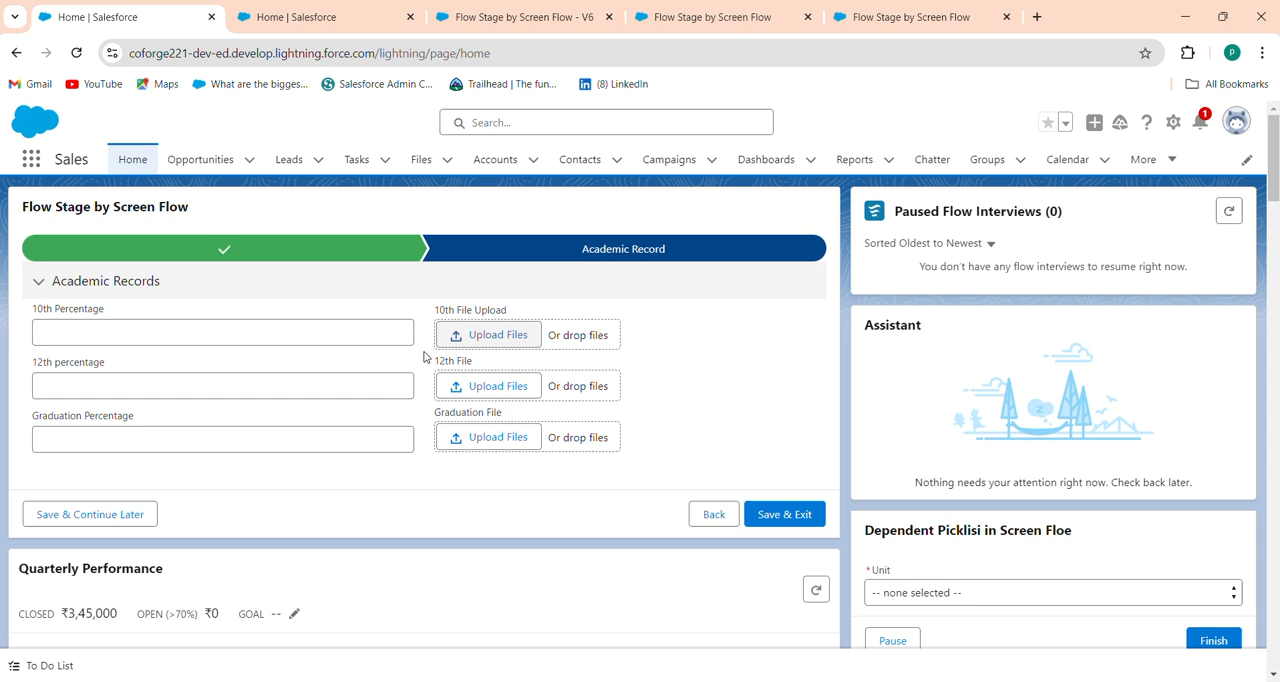 Home | Salesforce
Home | Salesforce
Flow Stage by Screen Flow - V6
Flow Stage by Screen Flow
Flow Stage by Screen Flow
coforge221-dev-ed.develop.lightning.force.com/lightning/page/home
P
Gmail
YouTube
Maps
What are the bigges...
Salesforce Admin C...
Trailhead | The fun...
(8) LinkedIn
All Bookmarks
Search...
1
Sales
Home
Opportunities
Leads
Tasks
Files
Accounts
Contacts
Campaigns
Dashboards
Reports
Chatter
Groups
Calendar
More
Flow Stage by Screen Flow
Academic Record
Academic Records
10th Percentage
12th percentage
Graduation Percentage
10th File Upload
Upload Files
Or drop files
12th File
Upload Files
Or drop files
Graduation File
Upload Files
Or drop files
Save & Continue Later
Back
Save & Exit
Quarterly Performance
CLOSED ₹3,45,000 OPEN (>70%) ₹0 GOAL --
Paused Flow Interviews (0)
Sorted Oldest to Newest
You don't have any flow interviews to resume right now.
Assistant
z
Nothing needs your attention right now. Check back later.
Dependent Picklisi in Screen Floe
*Unit
-- none selected --
Pause
Finish
To Do List